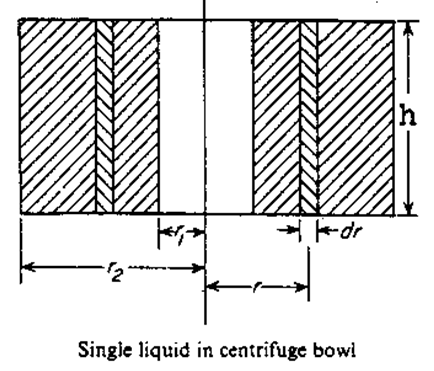 h
r₁
dr
r₂
r
Single liquid in centrifuge bowl